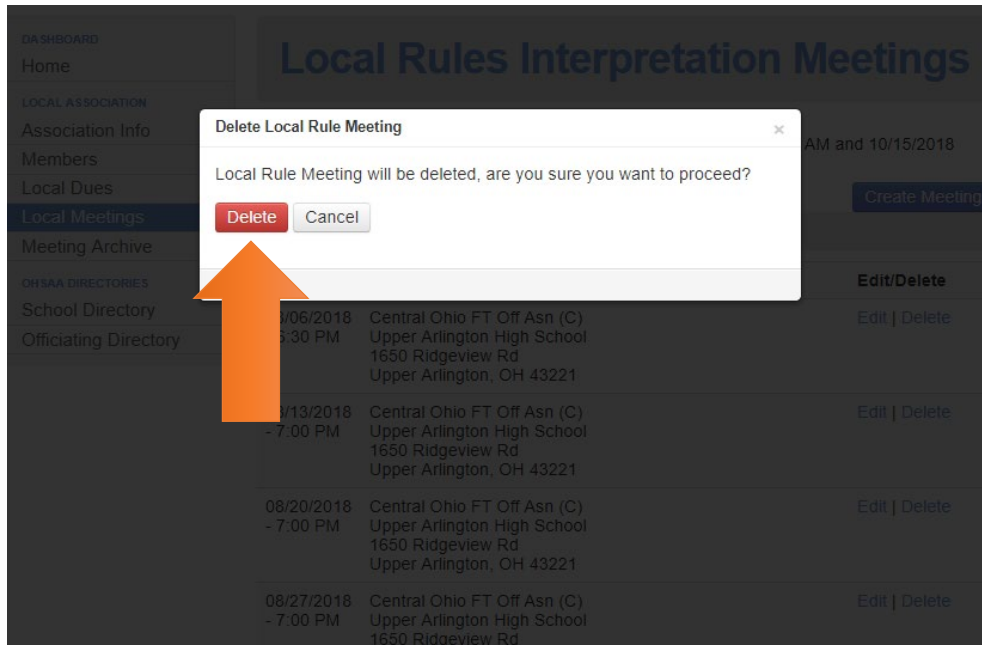 DASHBOARD
Home
LOCAL ASSOCIATION
Association Info
Members
Local Dues
Local Meetings
Meeting Archive
OHSAA DIRECTORIES
School Directory
Officiating Directory
Local Rules Interpretation Meetings
AM and 10/15/2018
Create Meeting
Delete Local Rule Meeting ×
Local Rule Meeting will be deleted, are you sure you want to proceed?
Delete Cancel
Edit/Delete
/06/2018 Central Ohio FT Off Asn (C) Edit | Delete
:30 PM Upper Arlington High School
1650 Ridgeview Rd
Upper Arlington, OH 43221
/13/2018 Central Ohio FT Off Asn (C) Edit | Delete
- 7:00 PM Upper Arlington High School
1650 Ridgeview Rd
Upper Arlington, OH 43221
08/20/2018 Central Ohio FT Off Asn (C) Edit | Delete
- 7:00 PM Upper Arlington High School
1650 Ridgeview Rd
Upper Arlington, OH 43221
08/27/2018 Central Ohio FT Off Asn (C) Edit | Delete
- 7:00 PM Upper Arlington High School
1650 Ridgeview Rd